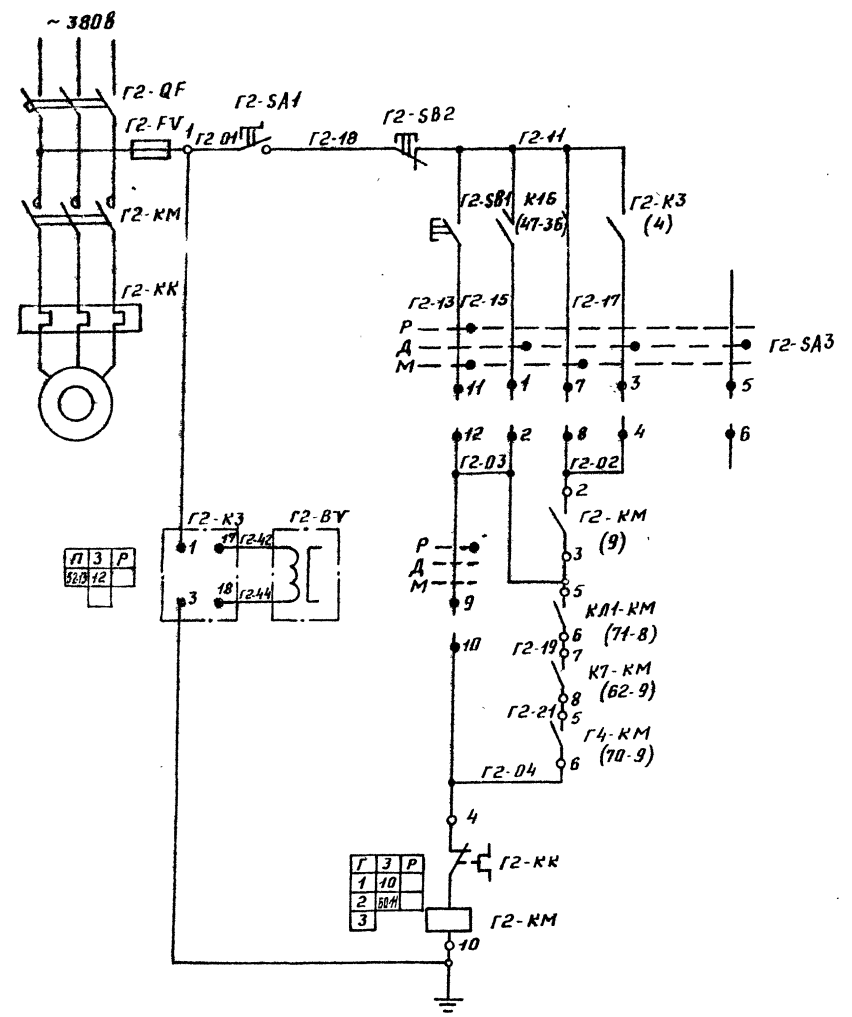 ~ 380В
Г2-QF
Г2-SA1
Г2-FV
1
Г2 01
Г2-18
Г2-SB2
Г2-11
Г2-КМ
Г2-SB1
К16
(47-36)
Г2-К3
(4)
Г2-КК
Г2-13
Г2-15
Г2-17
Р
Д
М
Г2-SA3
11
1
7
3
5
12
2
8
4
6
Г2-03
Г2-02
2
Г2-КМ
(9)
3
Г2-К3
Г2-BV
1
17
Г2-42
3
18
Г2-44
П З Р
12
Р
Д
М
9
5
КЛ1-КМ
(71-8)
6
Г2-19
7
10
К7-КМ
(62-9)
8
Г2-21
5
Г4-КМ
(70-9)
6
Г2-04
4
Г З Р
1 10
2
3
Г2-КК
Г2-КМ
10